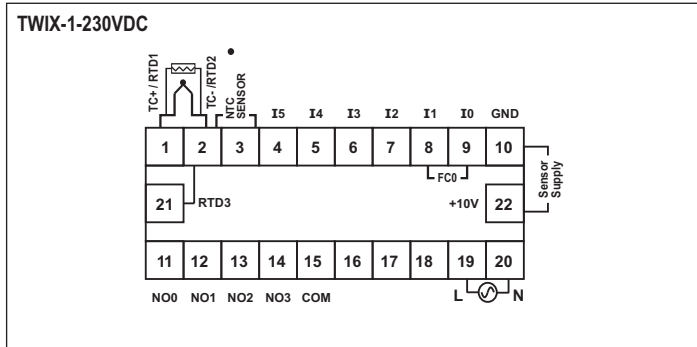 TWIX-1-230VDC
TC+ / RTD1
TC- /RTD2
NTC
SENSOR
I5 I4 I3 I2 I1 I0 GND
1 2 3 4 5 6 7 8 9 10
FC0
Sensor
Supply
21 RTD3 +10V 22
11 12 13 14 15 16 17 18 19 20
NO0 NO1 NO2 NO3 COM L N